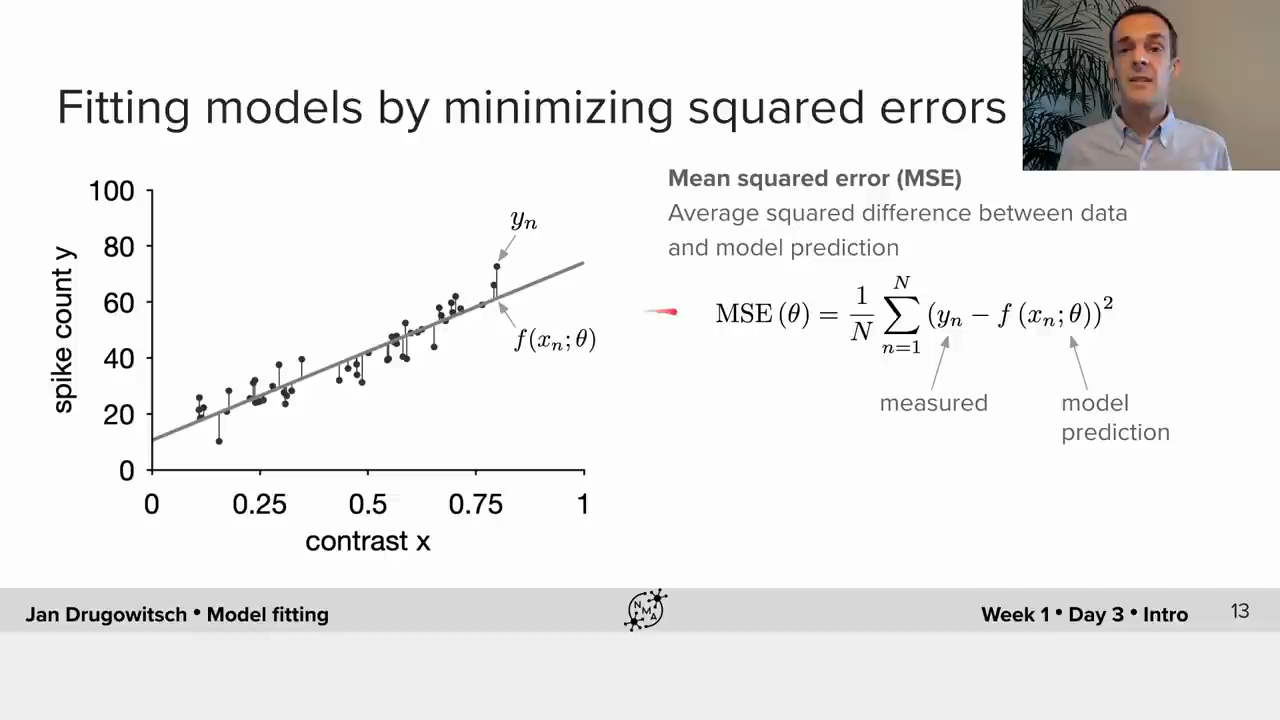 Fitting models by minimizing squared errors
100
80
60
40
20
0
spike count y
0 0.25 0.5 0.75 1
contrast x
yₙ
f(xₙ; θ)
Mean squared error (MSE)
Average squared difference between data
and model prediction
MSE (θ) = 1/N ∑ₙ₌₁ᴺ (yₙ − f (xₙ; θ))²
measured
model
prediction
Jan Drugowitsch • Model fitting
N M A
Week 1 • Day 3 • Intro
13